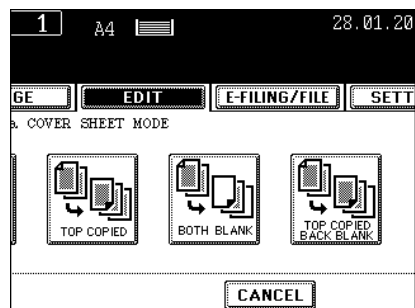 1 A4 28.01.20
GE EDIT E-FILING/FILE SETT
a COVER SHEET MODE
TOP COPIED BOTH BLANK TOP COPIED
BACK BLANK
CANCEL